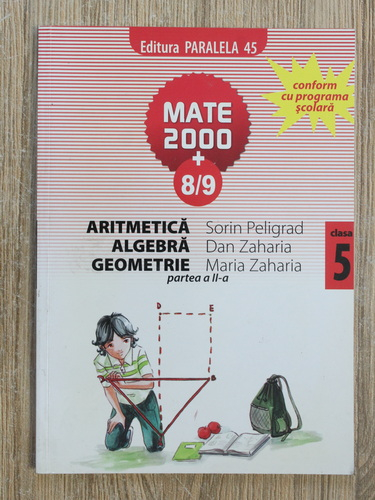 Editura PARALELA 45
conform
cu programa
școlară
MATE
2000
+
8/9
ARITMETICĂ Sorin Peligrad
ALGEBRĂ Dan Zaharia
GEOMETRIE Maria Zaharia
partea a II-a
clasa
5
D E